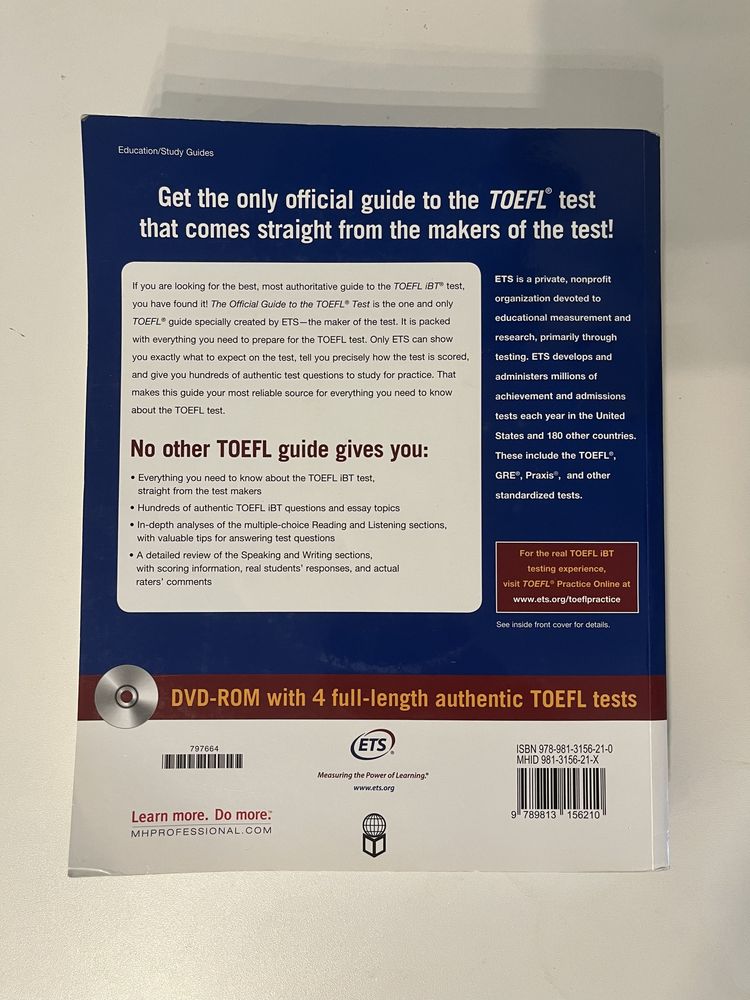 Education/Study Guides
Get the only official guide to the TOEFL® test
that comes straight from the makers of the test!
If you are looking for the best, most authoritative guide to the TOEFL iBT® test,
you have found it! The Official Guide to the TOEFL® Test is the one and only
TOEFL® guide specially created by ETS—the maker of the test. It is packed
with everything you need to prepare for the TOEFL test. Only ETS can show
you exactly what to expect on the test, tell you precisely how the test is scored,
and give you hundreds of authentic test questions to study for practice. That
makes this guide your most reliable source for everything you need to know
about the TOEFL test.
No other TOEFL guide gives you:
• Everything you need to know about the TOEFL iBT test,
straight from the test makers
• Hundreds of authentic TOEFL iBT questions and essay topics
• In-depth analyses of the multiple-choice Reading and Listening sections,
with valuable tips for answering test questions
• A detailed review of the Speaking and Writing sections,
with scoring information, real students' responses, and actual
raters' comments
ETS is a private, nonprofit
organization devoted to
educational measurement and
research, primarily through
testing. ETS develops and
administers millions of
achievement and admissions
tests each year in the United
States and 180 other countries.
These include the TOEFL®,
GRE®, Praxis®, and other
standardized tests.
For the real TOEFL iBT
testing experience,
visit TOEFL® Practice Online at
www.ets.org/toeflpractice
See inside front cover for details.
DVD-ROM with 4 full-length authentic TOEFL tests
797664
Learn more. Do more.™
MHPROFESSIONAL.COM
ETS®
Measuring the Power of Learning.®
www.ets.org
ISBN 978-981-3156-21-0
MHID 981-3156-21-X
9 789813 156210